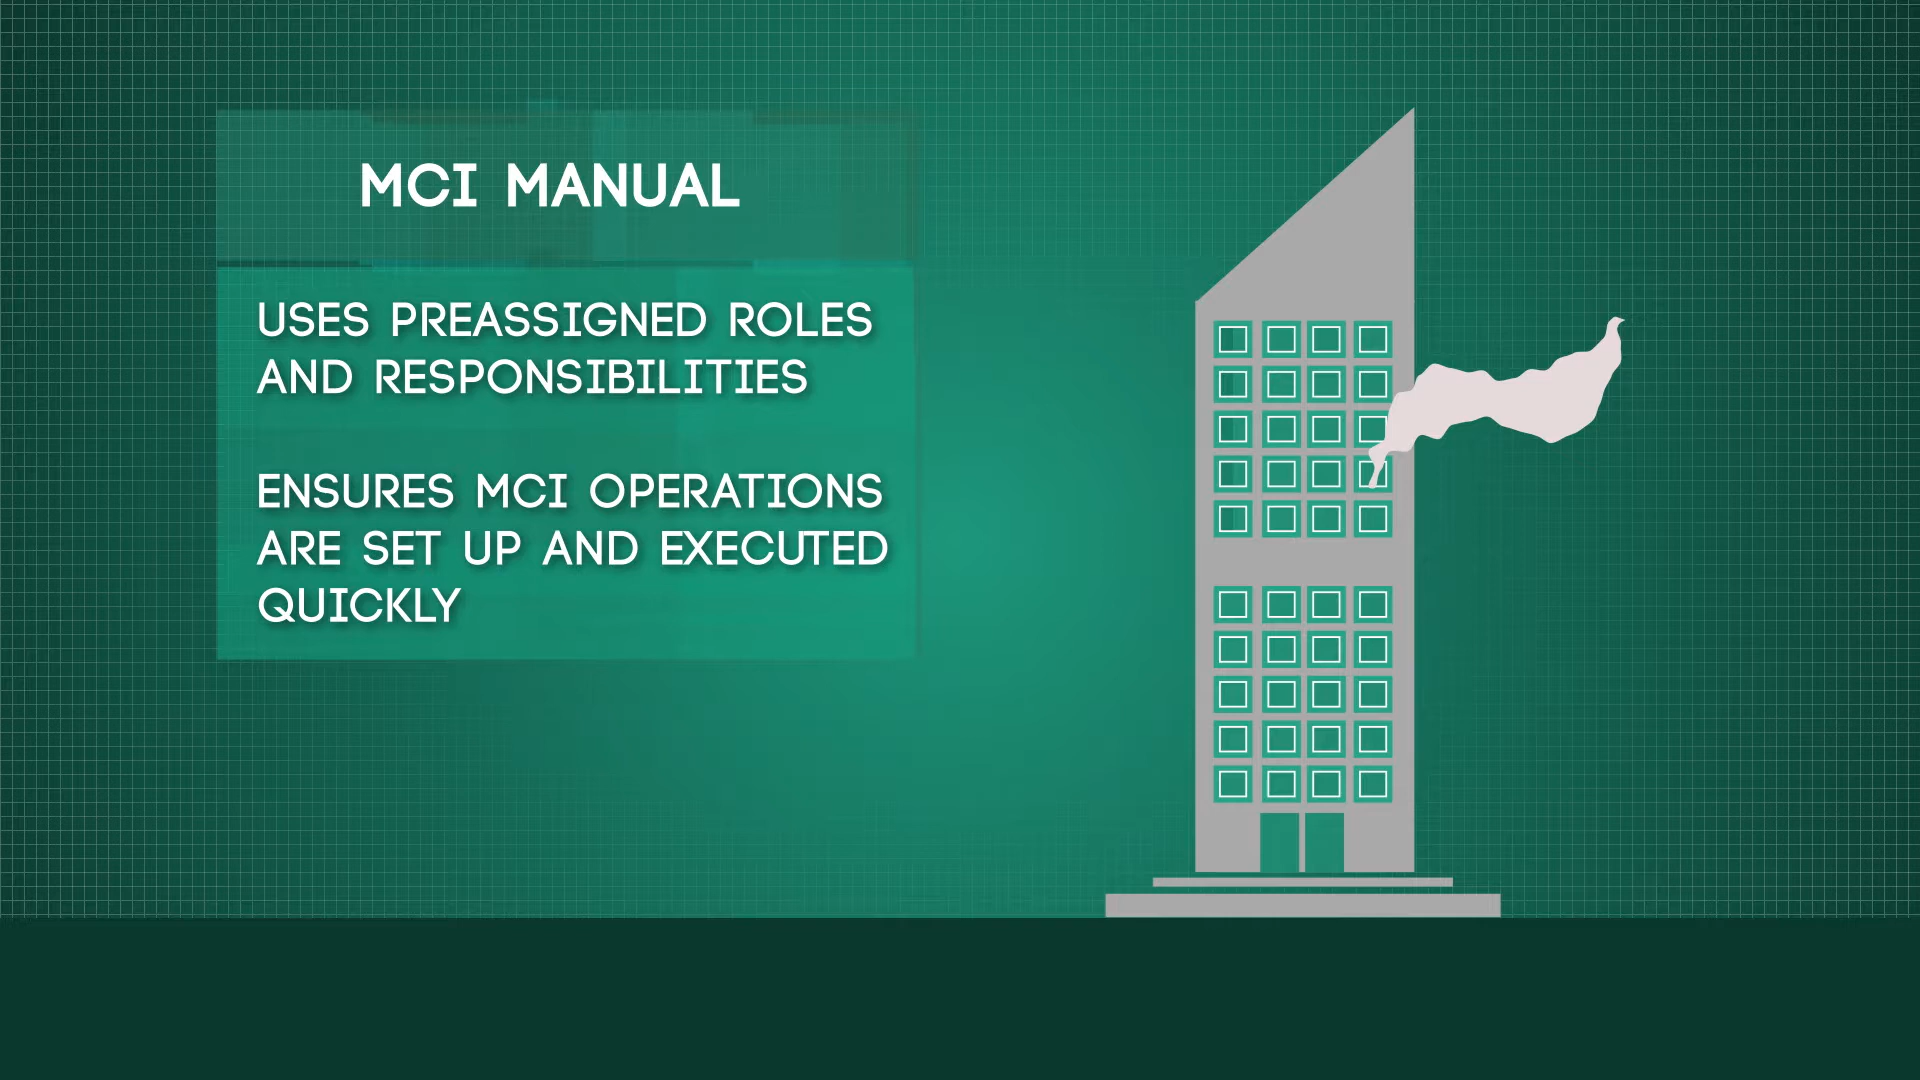 MCI MANUAL
USES PREASSIGNED ROLES
AND RESPONSIBILITIES
ENSURES MCI OPERATIONS
ARE SET UP AND EXECUTED
QUICKLY